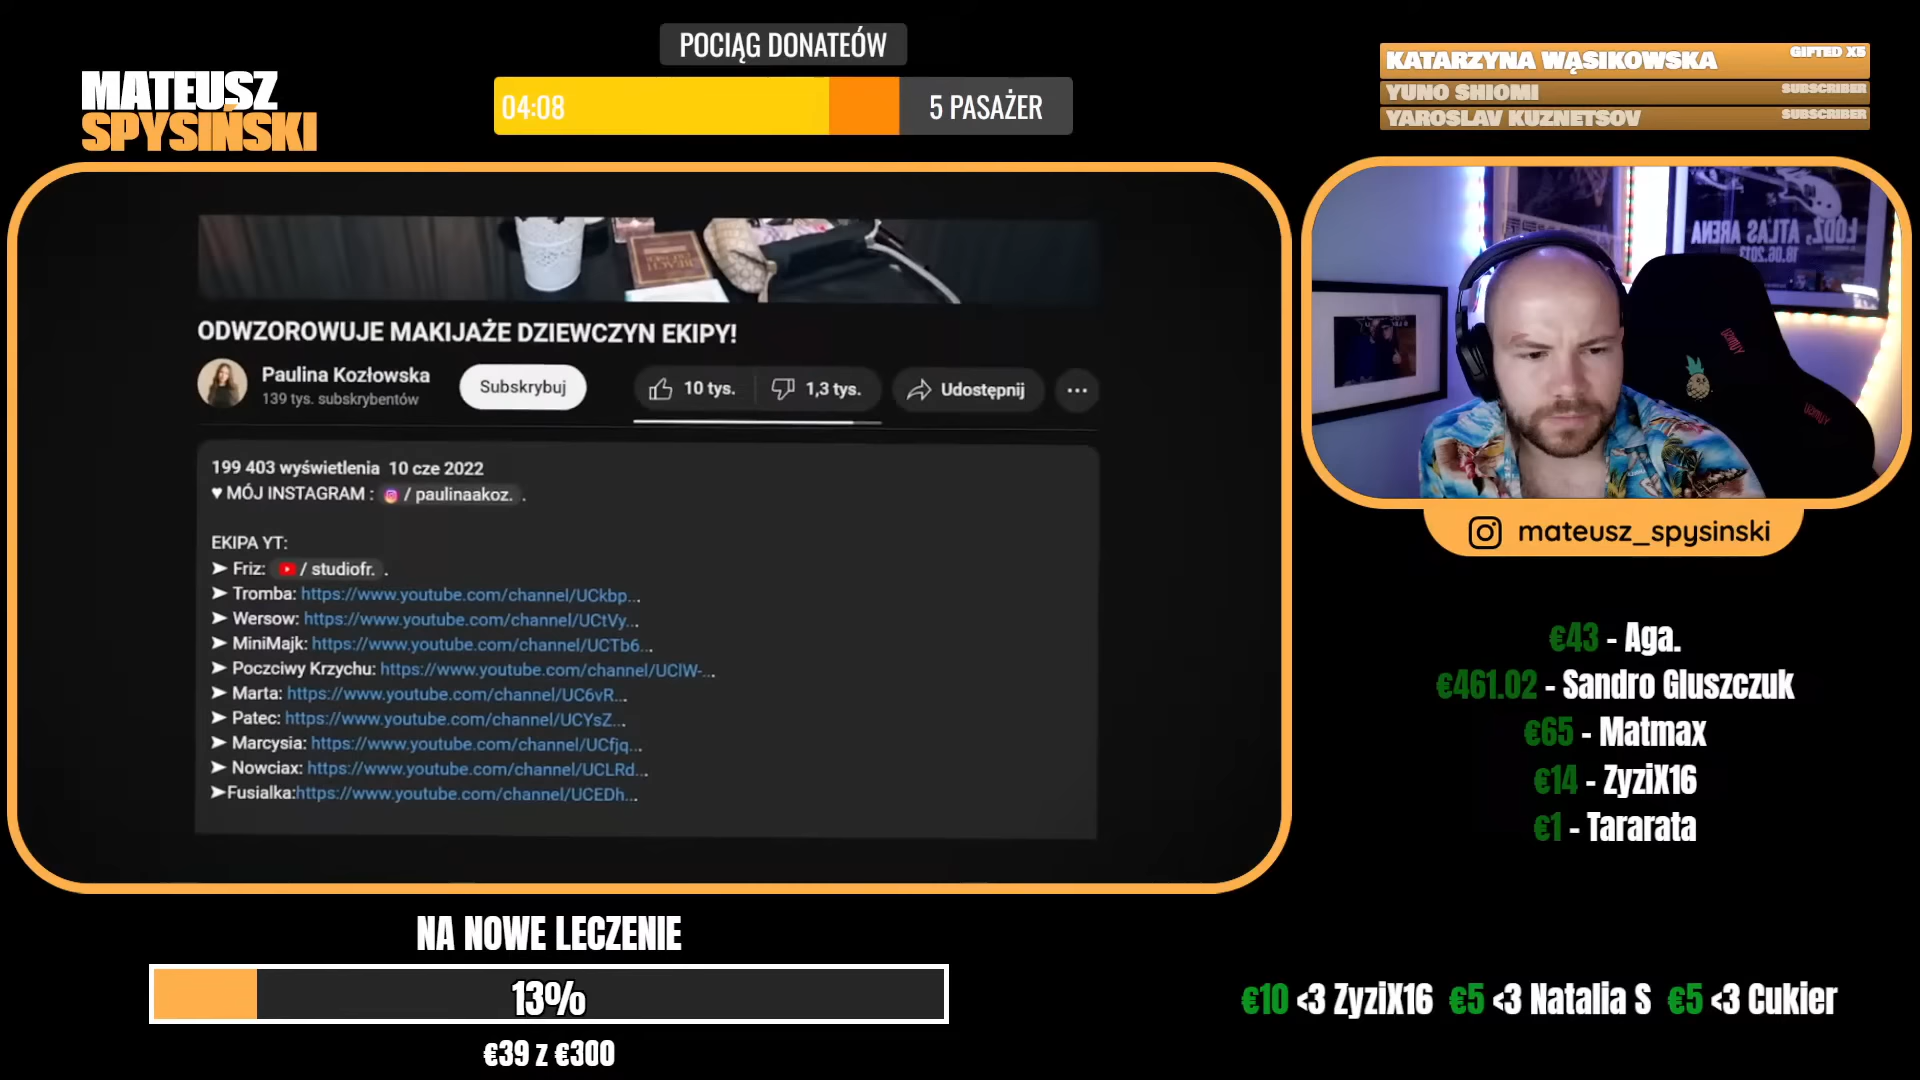 POCIĄG DONATEÓW
MATEUSZ
SPYSIŃSKI
04:08
5 PASAŻER
KATARZYNA WĄSIKOWSKA GIFTED X5
YUNO SHIOMI SUBSCRIBER
YAROSLAV KUZNETSOV SUBSCRIBER
ŁÓDŹ, ATLAS ARENA
ODWZOROWUJE MAKIJAŻE DZIEWCZYN EKIPY!
Paulina Kozłowska
139 tys. subskrybentów
Subskrybuj
10 tys.
1,3 tys.
Udostępnij
199 403 wyświetlenia 10 cze 2022
♥ MÓJ INSTAGRAM : / paulinaakoz. .
EKIPA YT:
➤ Friz: / studiofr. .
➤ Tromba: https://www.youtube.com/channel/UCkbp...
➤ Wersow: https://www.youtube.com/channel/UCtVy...
➤ MiniMajk: https://www.youtube.com/channel/UCTb6...
➤ Poczciwy Krzychu: https://www.youtube.com/channel/UClW-...
➤ Marta: https://www.youtube.com/channel/UC6vR...
➤ Patec: https://www.youtube.com/channel/UCYsZ...
➤ Marcysia: https://www.youtube.com/channel/UCfjq...
➤ Nowciax: https://www.youtube.com/channel/UCLRd...
➤Fusialka:https://www.youtube.com/channel/UCEDh...
mateusz_spysinski
€43 - Aga.
€461.02 - Sandro Gluszczuk
€65 - Matmax
€14 - ZyziX16
€1 - Tararata
NA NOWE LECZENIE
13%
€39 z €300
€10 <3 ZyziX16 €5 <3 Natalia S €5 <3 Cukier